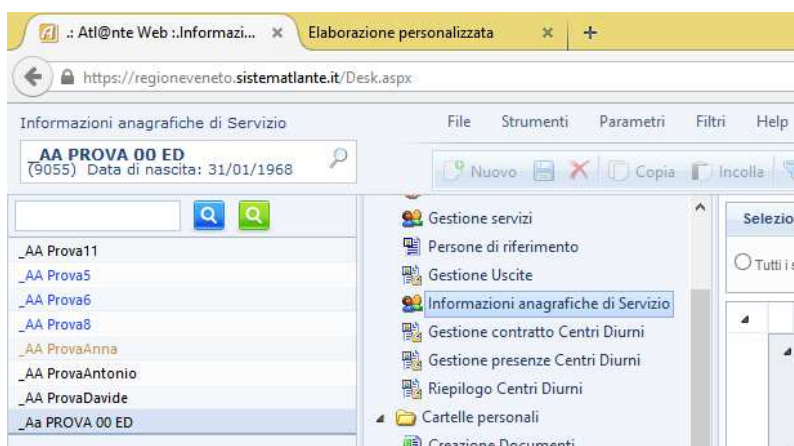 .: Atl@nte Web :.Informazi... ×
Elaborazione personalizzata × +
https://regioneveneto.sistematlante.it/Desk.aspx
Informazioni anagrafiche di Servizio
File Strumenti Parametri Filtri Help
_AA PROVA 00 ED
(9055) Data di nascita: 31/01/1968
Nuovo Copia Incolla
_AA Prova11
_AA Prova5
_AA Prova6
_AA Prova8
_AA ProvaAnna
_AA ProvaAntonio
_AA ProvaDavide
_Aa PROVA 00 ED
Gestione servizi
Persone di riferimento
Gestione Uscite
Informazioni anagrafiche di Servizio
Gestione contratto Centri Diurni
Gestione presenze Centri Diurni
Riepilogo Centri Diurni
Cartelle personali
Creazione Documenti
Selezio
Tutti i s